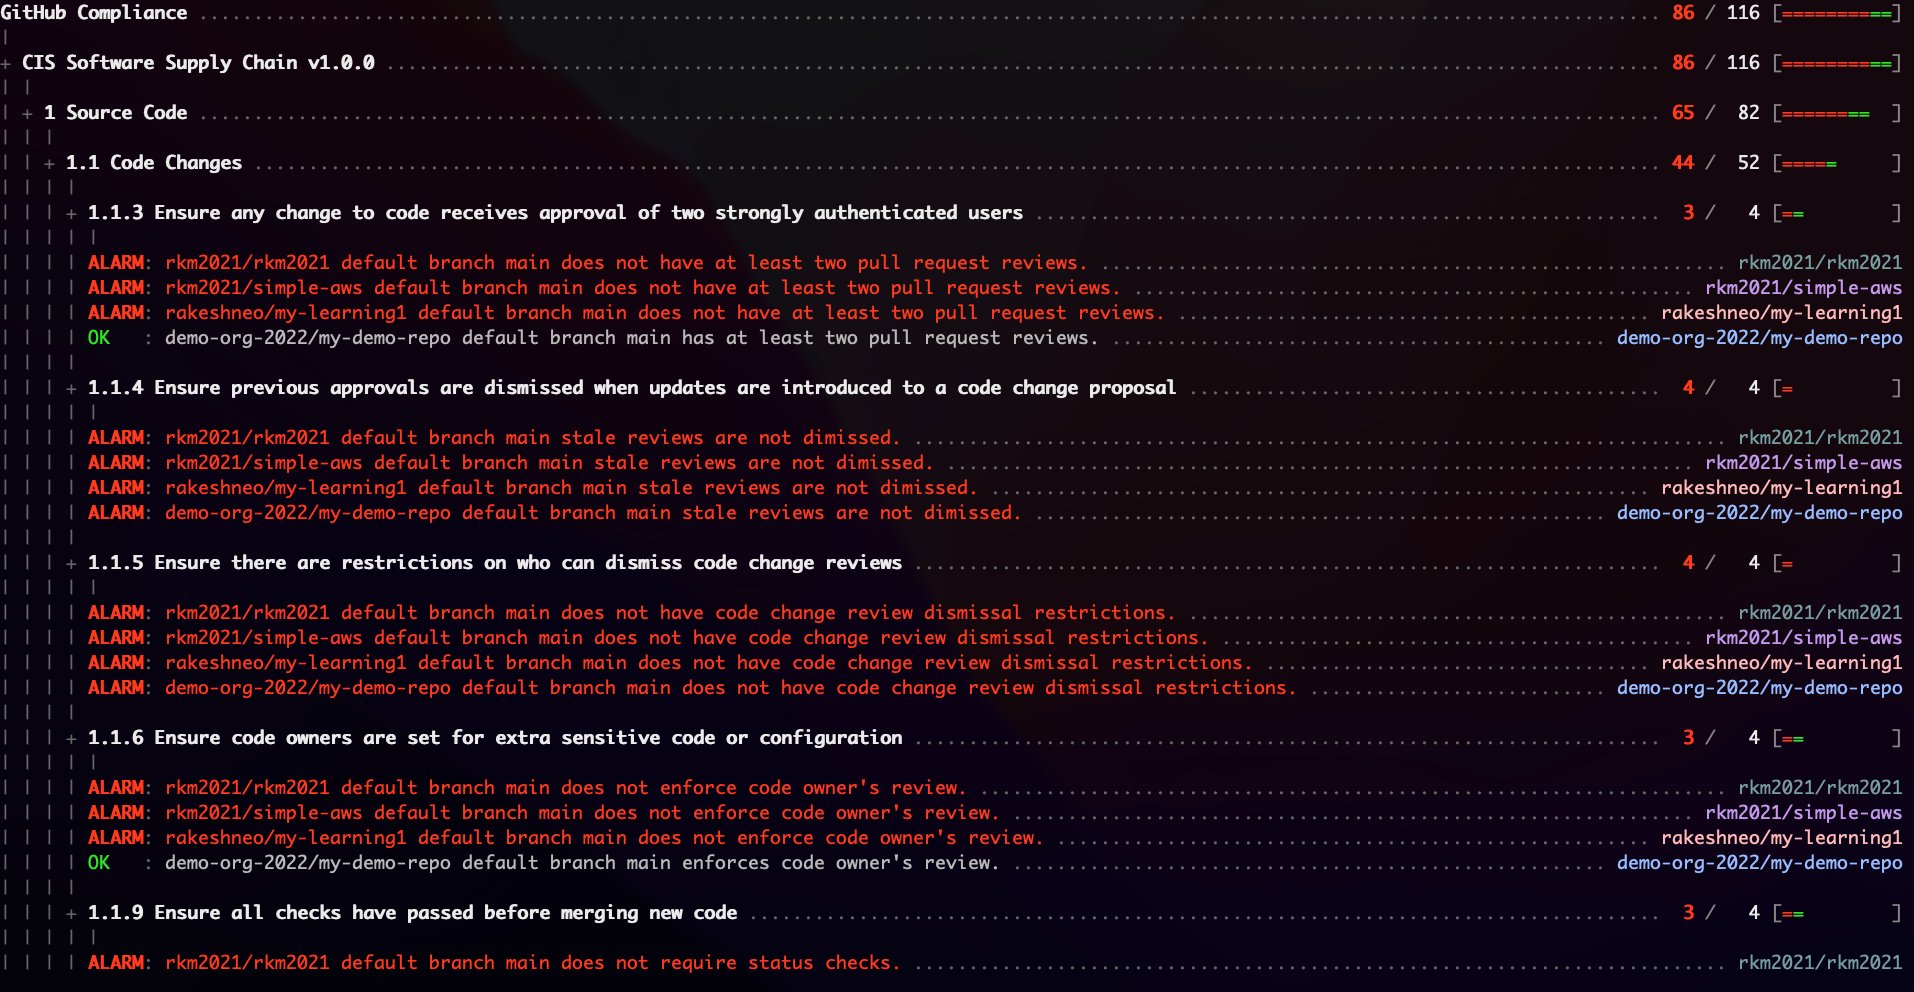 GitHub Compliance ........ 86 / 116 [==========]
|
+ CIS Software Supply Chain v1.0.0 ........ 86 / 116 [==========]
| |
| + 1 Source Code ........ 65 / 82 [======== ]
| | |
| | + 1.1 Code Changes ........ 44 / 52 [===== ]
| | | |
| | | + 1.1.3 Ensure any change to code receives approval of two strongly authenticated users ........ 3 / 4 [== ]
| | | | |
| | | | ALARM: rkm2021/rkm2021 default branch main does not have at least two pull request reviews. ........ rkm2021/rkm2021
| | | | ALARM: rkm2021/simple-aws default branch main does not have at least two pull request reviews. ........ rkm2021/simple-aws
| | | | ALARM: rakeshneo/my-learning1 default branch main does not have at least two pull request reviews. ........ rakeshneo/my-learning1
| | | | OK   : demo-org-2022/my-demo-repo default branch main has at least two pull request reviews. ........ demo-org-2022/my-demo-repo
| | | |
| | | + 1.1.4 Ensure previous approvals are dismissed when updates are introduced to a code change proposal ........ 4 / 4 [= ]
| | | | |
| | | | ALARM: rkm2021/rkm2021 default branch main stale reviews are not dimissed. ........ rkm2021/rkm2021
| | | | ALARM: rkm2021/simple-aws default branch main stale reviews are not dimissed. ........ rkm2021/simple-aws
| | | | ALARM: rakeshneo/my-learning1 default branch main stale reviews are not dimissed. ........ rakeshneo/my-learning1
| | | | ALARM: demo-org-2022/my-demo-repo default branch main stale reviews are not dimissed. ........ demo-org-2022/my-demo-repo
| | | |
| | | + 1.1.5 Ensure there are restrictions on who can dismiss code change reviews ........ 4 / 4 [= ]
| | | | |
| | | | ALARM: rkm2021/rkm2021 default branch main does not have code change review dismissal restrictions. ........ rkm2021/rkm2021
| | | | ALARM: rkm2021/simple-aws default branch main does not have code change review dismissal restrictions. ........ rkm2021/simple-aws
| | | | ALARM: rakeshneo/my-learning1 default branch main does not have code change review dismissal restrictions. ........ rakeshneo/my-learning1
| | | | ALARM: demo-org-2022/my-demo-repo default branch main does not have code change review dismissal restrictions. ........ demo-org-2022/my-demo-repo
| | | |
| | | + 1.1.6 Ensure code owners are set for extra sensitive code or configuration ........ 3 / 4 [== ]
| | | | |
| | | | ALARM: rkm2021/rkm2021 default branch main does not enforce code owner's review. ........ rkm2021/rkm2021
| | | | ALARM: rkm2021/simple-aws default branch main does not enforce code owner's review. ........ rkm2021/simple-aws
| | | | ALARM: rakeshneo/my-learning1 default branch main does not enforce code owner's review. ........ rakeshneo/my-learning1
| | | | OK   : demo-org-2022/my-demo-repo default branch main enforces code owner's review. ........ demo-org-2022/my-demo-repo
| | | |
| | | + 1.1.9 Ensure all checks have passed before merging new code ........ 3 / 4 [== ]
| | | | |
| | | | ALARM: rkm2021/rkm2021 default branch main does not require status checks. ........ rkm2021/rkm2021